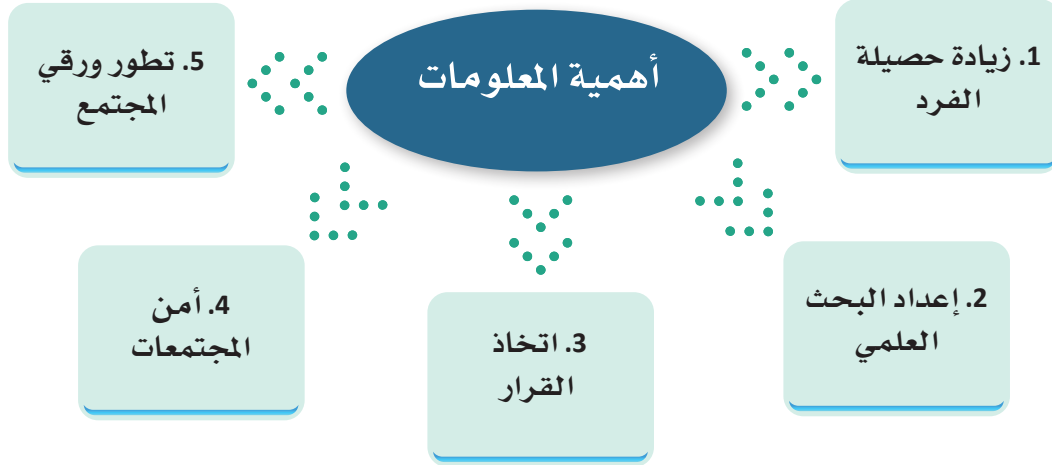 أهمية المعلومات
1. زيادة حصيلة
الفرد
2. إعداد البحث
العلمي
3. اتخاذ
القرار
4. أمن
المجتمعات
5. تطور ورقي
المجتمع